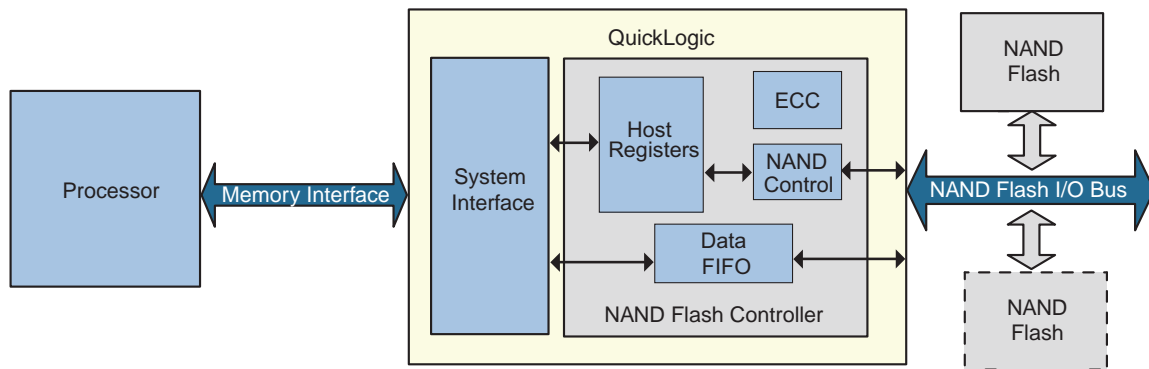 QuickLogic
NAND
Flash
Processor
Memory Interface
System
Interface
Host
Registers
ECC
NAND
Control
Data
FIFO
NAND Flash Controller
NAND Flash I/O Bus
NAND
Flash